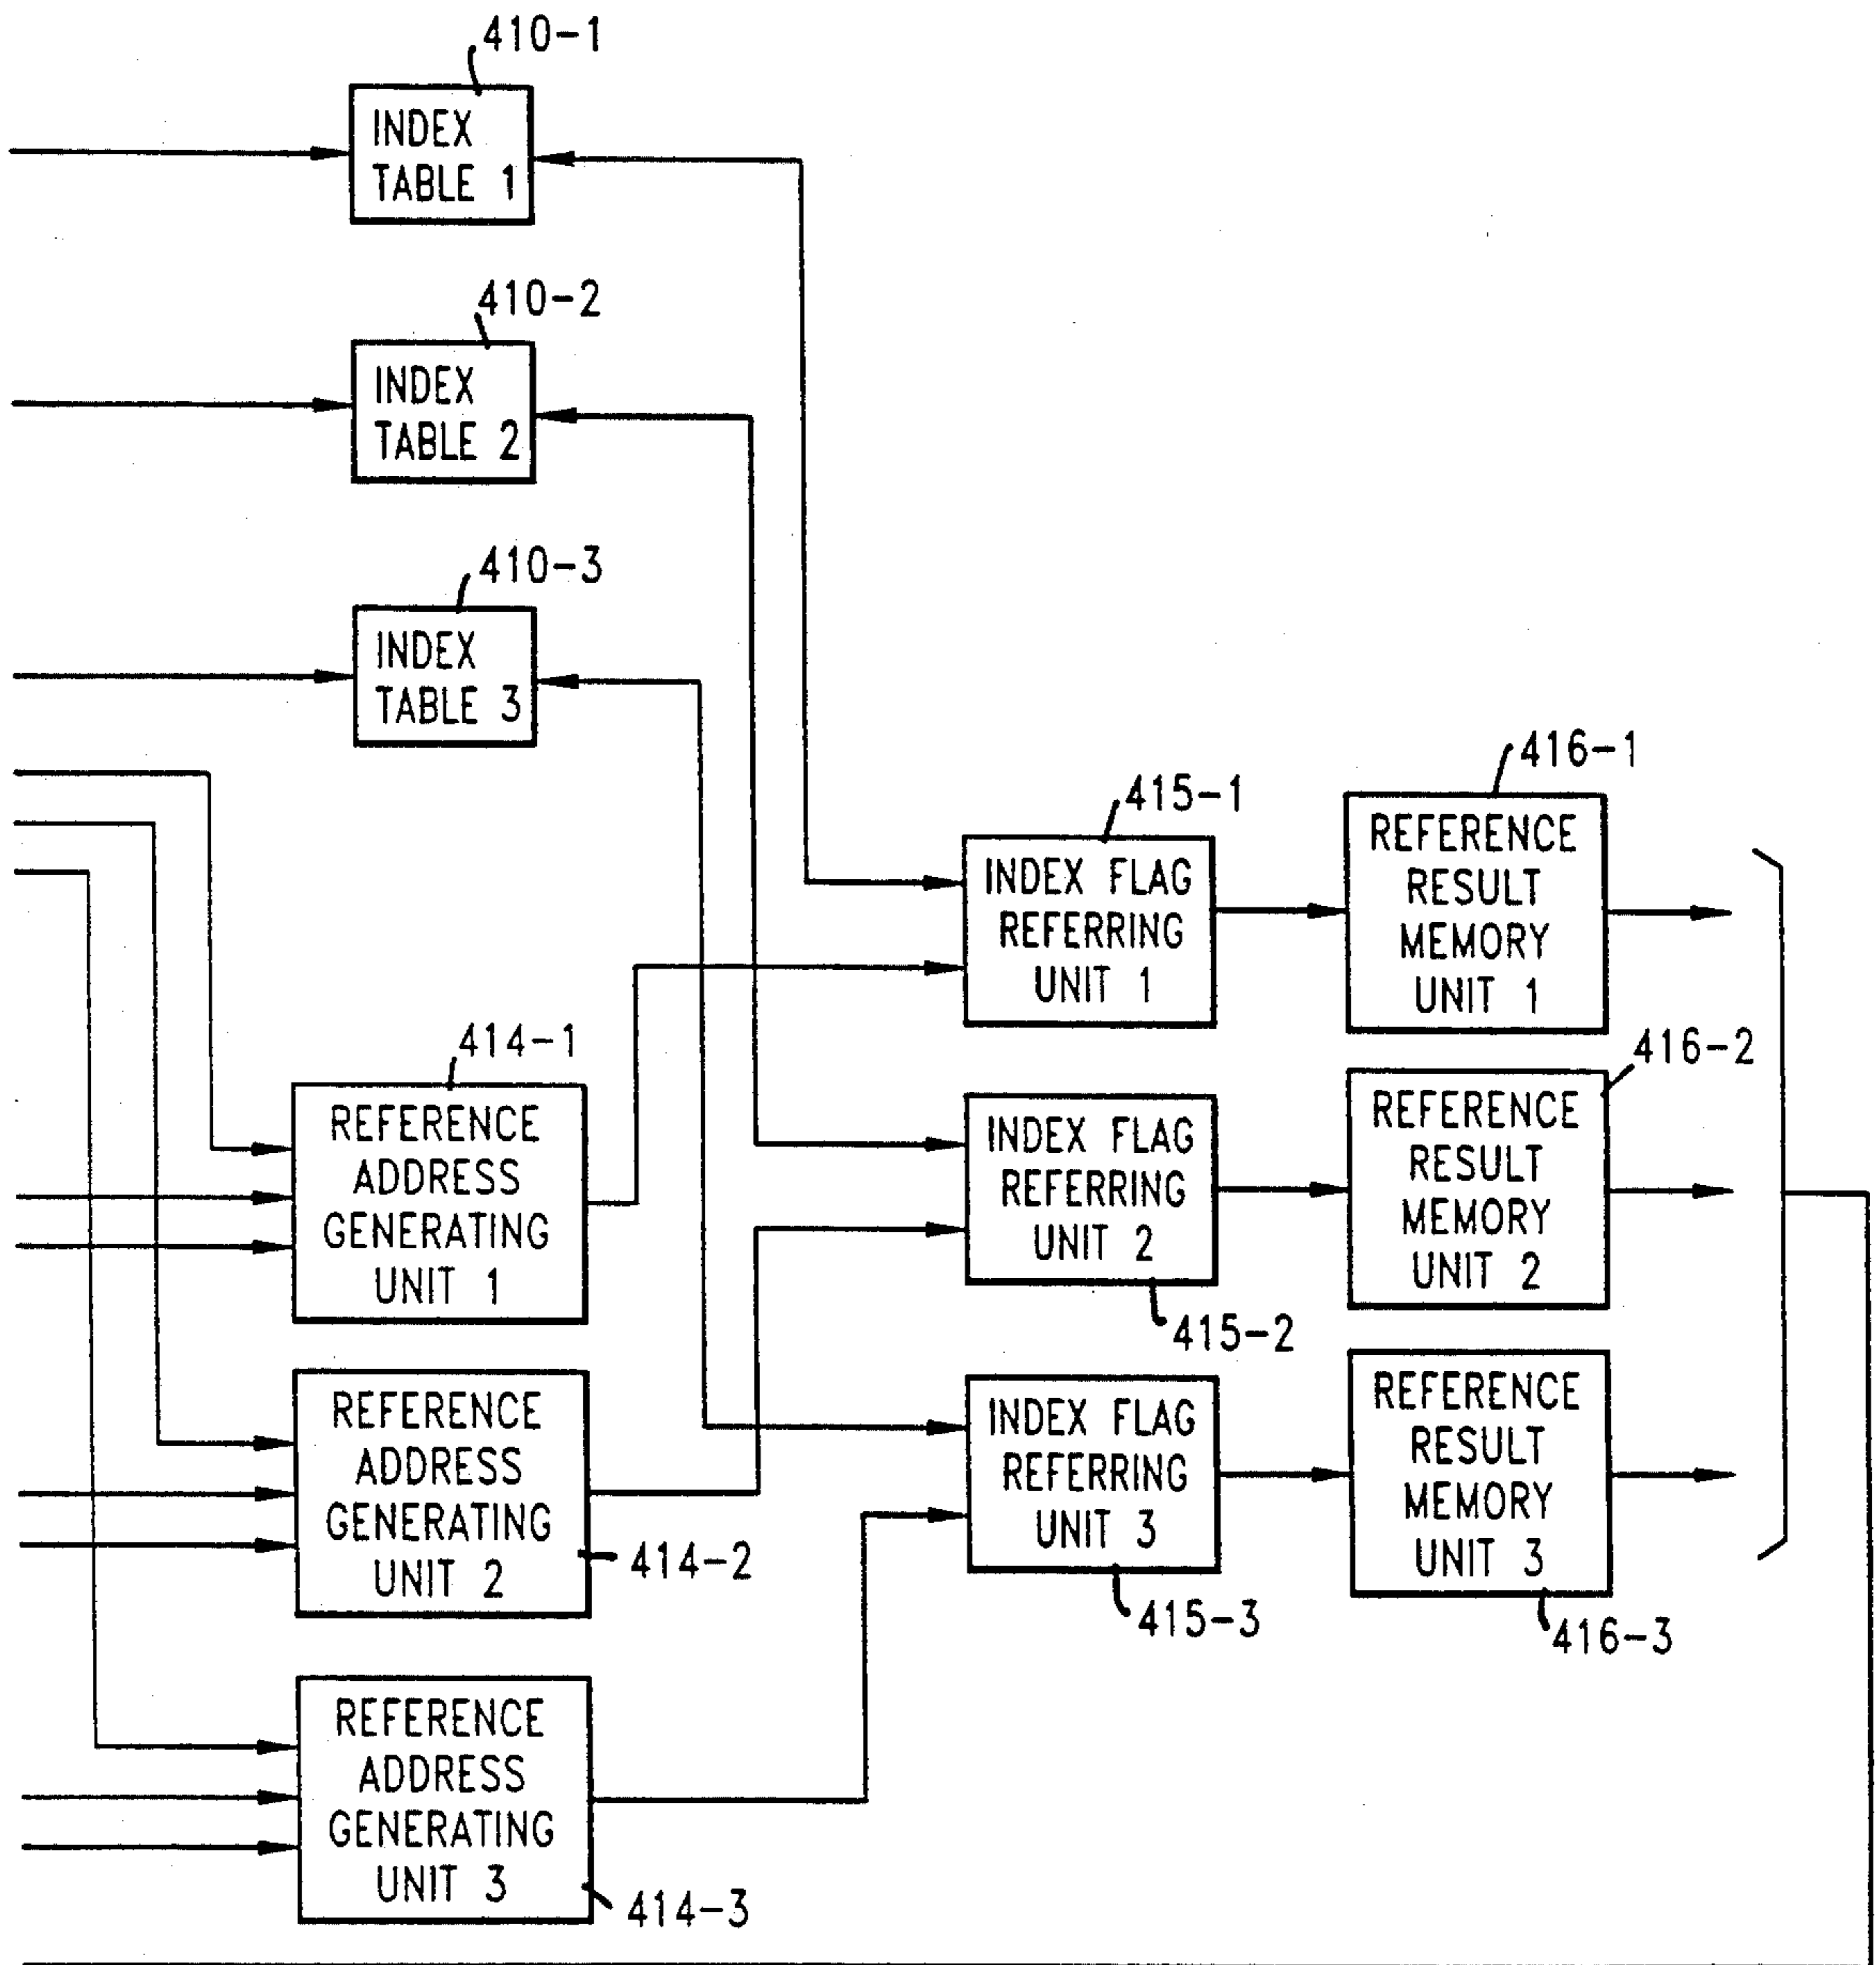 410-1
INDEX
TABLE 1
410-2
INDEX
TABLE 2
410-3
INDEX
TABLE 3
416-1
REFERENCE
RESULT
MEMORY
UNIT 1
415-1
INDEX FLAG
REFERRING
UNIT 1
414-1
REFERENCE
ADDRESS
GENERATING
UNIT 1
416-2
REFERENCE
RESULT
MEMORY
UNIT 2
INDEX FLAG
REFERRING
UNIT 2
415-2
REFERENCE
ADDRESS
GENERATING
UNIT 2
414-2
INDEX FLAG
REFERRING
UNIT 3
415-3
REFERENCE
RESULT
MEMORY
UNIT 3
416-3
REFERENCE
ADDRESS
GENERATING
UNIT 3
414-3